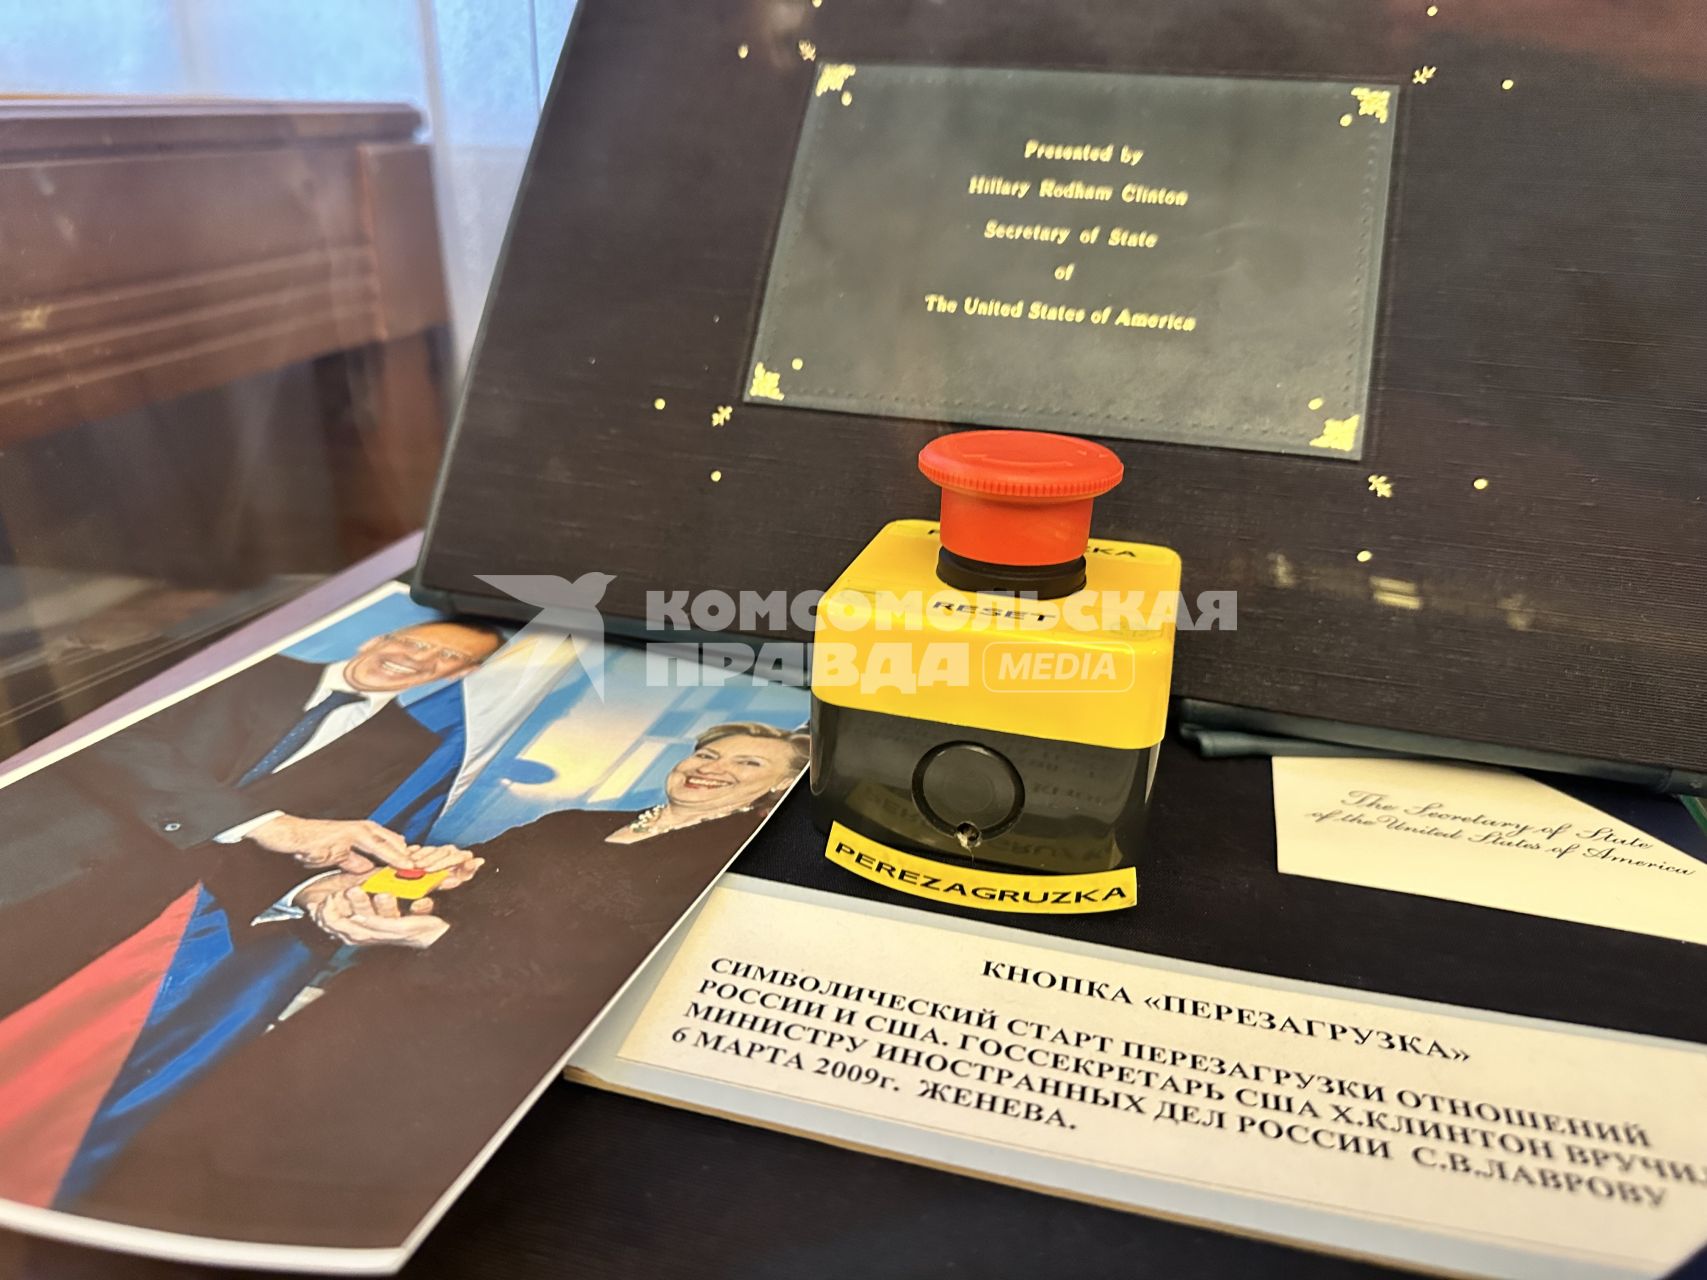 Presented by
Hillary Rodham Clinton
Secretary of State
of
The United States of America
RESET
КОМСОМОЛЬСКАЯ
ПРАВДА MEDIA
The Secretary of State
of the United States of America
PEREZAGRUZKA
КНОПКА «ПЕРЕЗАГРУЗКА»
СИМВОЛИЧЕСКИЙ СТАРТ ПЕРЕЗАГРУЗКИ ОТНОШЕНИЙ
РОССИИ И США. ГОССЕКРЕТАРЬ США Х.КЛИНТОН ВРУЧИЛ
МИНИСТРУ ИНОСТРАННЫХ ДЕЛ РОССИИ С.В.ЛАВРОВУ
6 МАРТА 2009г. ЖЕНЕВА.